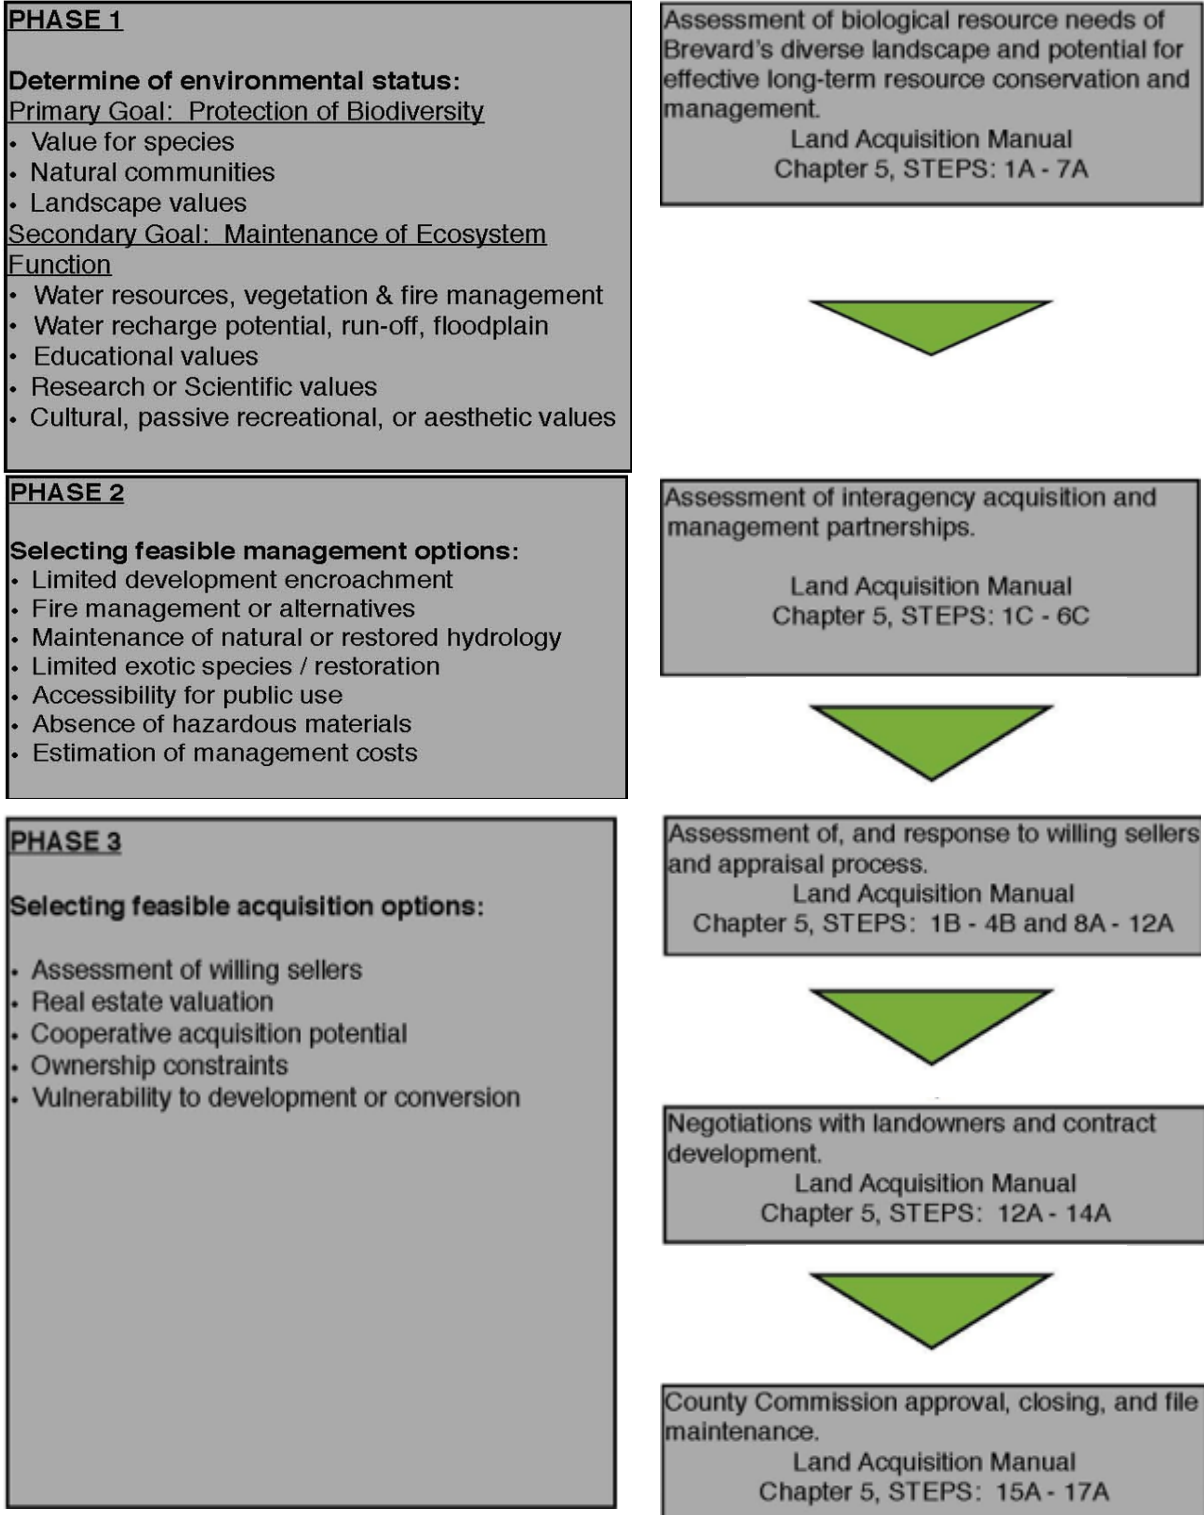 PHASE 1
Determine of environmental status:
Primary Goal:  Protection of Biodiversity
• Value for species
• Natural communities
• Landscape values
Secondary Goal:  Maintenance of Ecosystem
Function
• Water resources, vegetation & fire management
• Water recharge potential, run-off, floodplain
• Educational values
• Research or Scientific values
• Cultural, passive recreational, or aesthetic values
Assessment of biological resource needs of
Brevard's diverse landscape and potential for
effective long-term resource conservation and
management.
Land Acquisition Manual
Chapter 5, STEPS: 1A - 7A
PHASE 2
Selecting feasible management options:
• Limited development encroachment
• Fire management or alternatives
• Maintenance of natural or restored hydrology
• Limited exotic species / restoration
• Accessibility for public use
• Absence of hazardous materials
• Estimation of management costs
Assessment of interagency acquisition and
management partnerships.
Land Acquisition Manual
Chapter 5, STEPS: 1C - 6C
PHASE 3
Selecting feasible acquisition options:
• Assessment of willing sellers
• Real estate valuation
• Cooperative acquisition potential
• Ownership constraints
• Vulnerability to development or conversion
Assessment of, and response to willing sellers
and appraisal process.
Land Acquisition Manual
Chapter 5, STEPS:  1B - 4B and 8A - 12A
Negotiations with landowners and contract
development.
Land Acquisition Manual
Chapter 5, STEPS:  12A - 14A
County Commission approval, closing, and file
maintenance.
Land Acquisition Manual
Chapter 5, STEPS:  15A - 17A